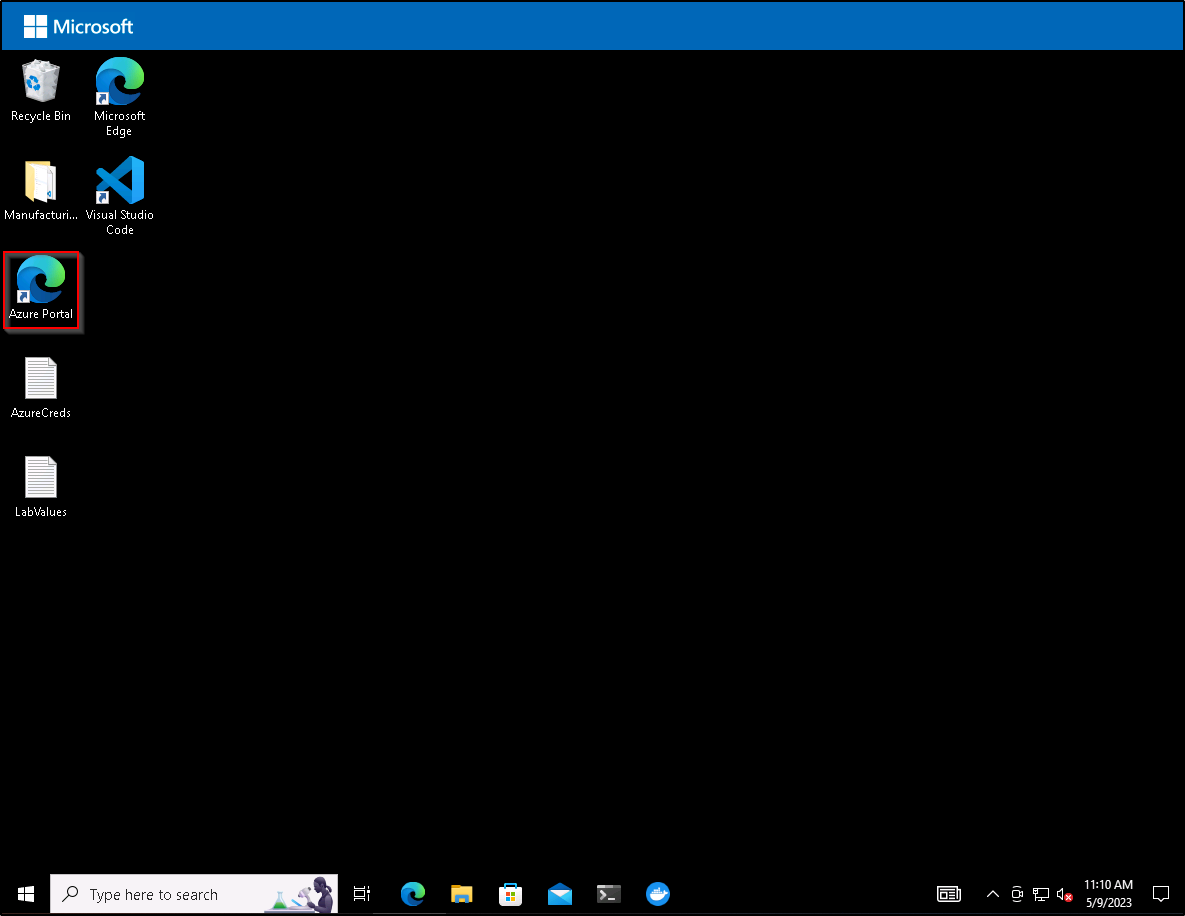 Microsoft
Recycle Bin
Microsoft
Edge
Manufacturi...
Visual Studio
Code
Azure Portal
AzureCreds
LabValues
Type here to search
11:10 AM
5/9/2023